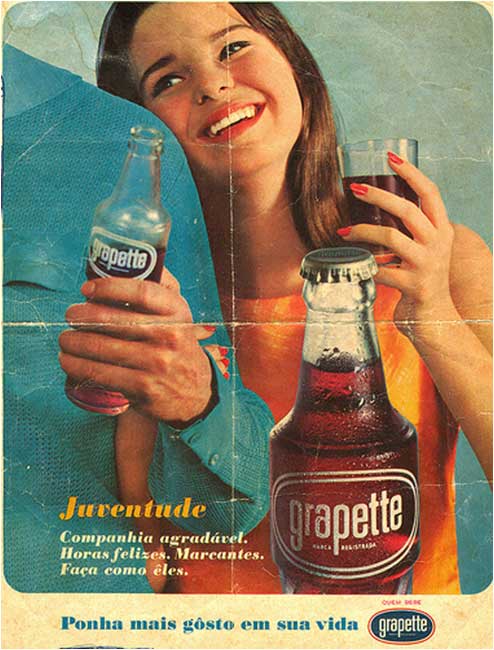 grapette
grapette
MARCA REGISTRADA
Juventude
Companhia agradável.
Horas felizes. Marcantes.
Faça como êles.
Ponha mais gôsto em sua vida
QUEM BEBE
grapette